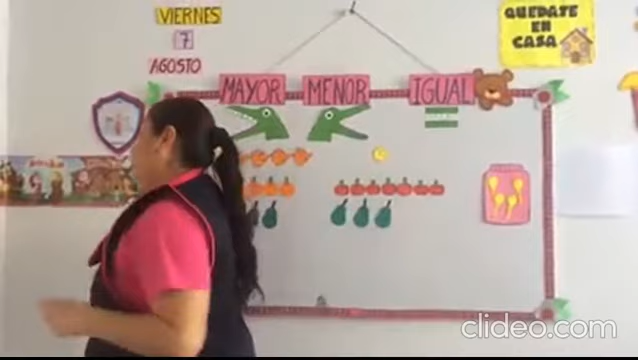 VIERNES
7
AGOSTO
QUEDATE
EN
CASA
MAYOR MENOR IGUAL
clideo.com